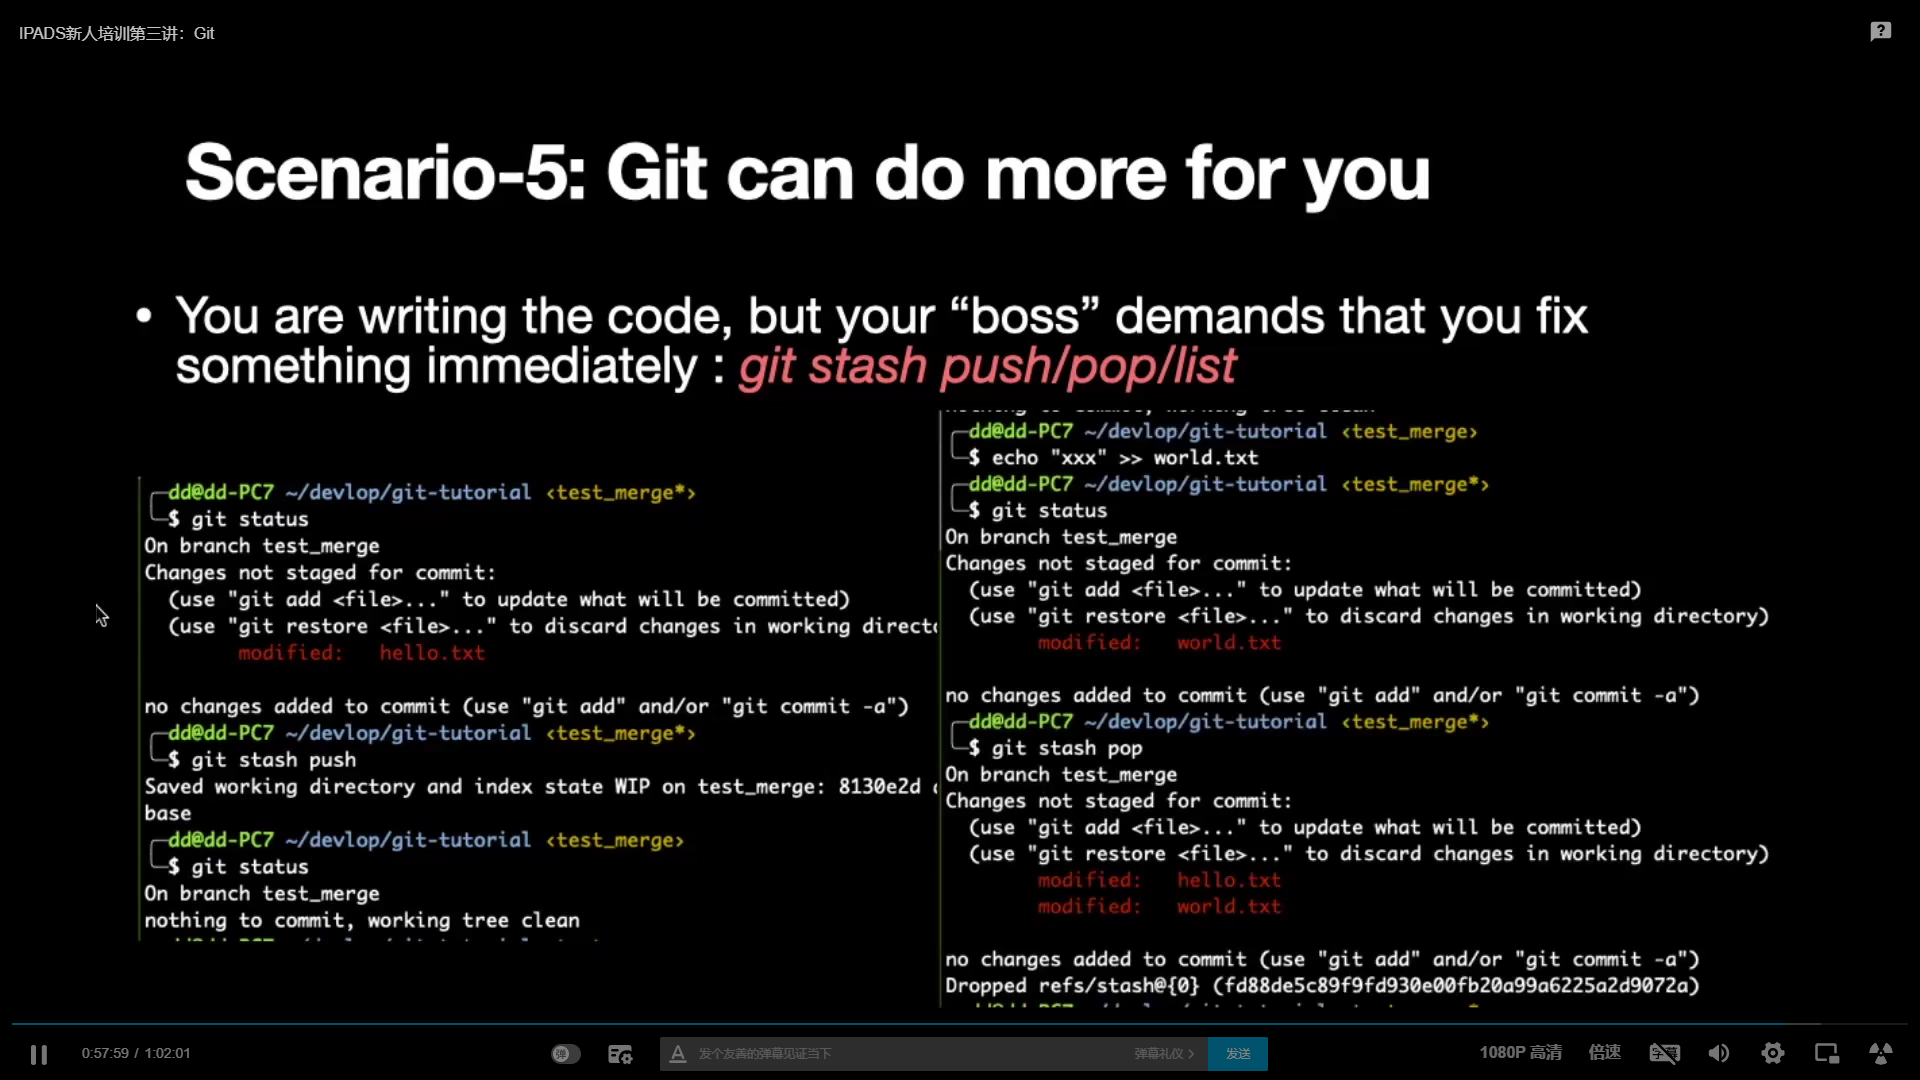 IPADS新人培训第三讲：Git
Scenario-5: Git can do more for you
• You are writing the code, but your “boss” demands that you fix
something immediately : git stash push/pop/list
dd@dd-PC7 ~/devlop/git-tutorial <test_merge*>
$ git status
On branch test_merge
Changes not staged for commit:
(use "git add <file>..." to update what will be committed)
(use "git restore <file>..." to discard changes in working directo
modified: hello.txt
no changes added to commit (use "git add" and/or "git commit -a")
dd@dd-PC7 ~/devlop/git-tutorial <test_merge*>
$ git stash push
Saved working directory and index state WIP on test_merge: 8130e2d
base
dd@dd-PC7 ~/devlop/git-tutorial <test_merge>
$ git status
On branch test_merge
nothing to commit, working tree clean
nothing to commit, working tree clean
dd@dd-PC7 ~/devlop/git-tutorial <test_merge>
$ echo "xxx" >> world.txt
dd@dd-PC7 ~/devlop/git-tutorial <test_merge*>
$ git status
On branch test_merge
Changes not staged for commit:
(use "git add <file>..." to update what will be committed)
(use "git restore <file>..." to discard changes in working directory)
modified: world.txt
no changes added to commit (use "git add" and/or "git commit -a")
dd@dd-PC7 ~/devlop/git-tutorial <test_merge*>
$ git stash pop
On branch test_merge
Changes not staged for commit:
(use "git add <file>..." to update what will be committed)
(use "git restore <file>..." to discard changes in working directory)
modified: hello.txt
modified: world.txt
no changes added to commit (use "git add" and/or "git commit -a")
Dropped refs/stash@{0} (fd88de5c89f9fd930e00fb20a99a6225a2d9072a)
0:57:59 / 1:02:01
弹
发个友善的弹幕见证当下
弹幕礼仪 >
发送
1080P 高清
倍速
字幕